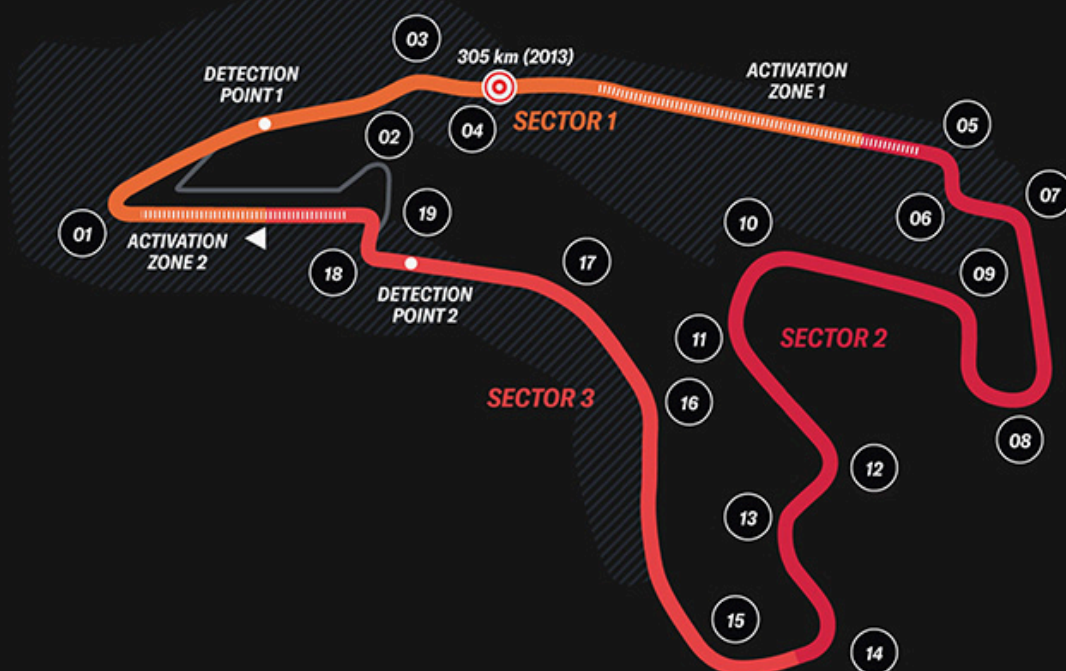 03
305 km (2013)
DETECTION
POINT 1
ACTIVATION
ZONE 1
02
04
SECTOR 1
05
07
01
ACTIVATION
ZONE 2
19
18
DETECTION
POINT 2
17
10
06
09
11
SECTOR 2
SECTOR 3
16
08
12
13
15
14